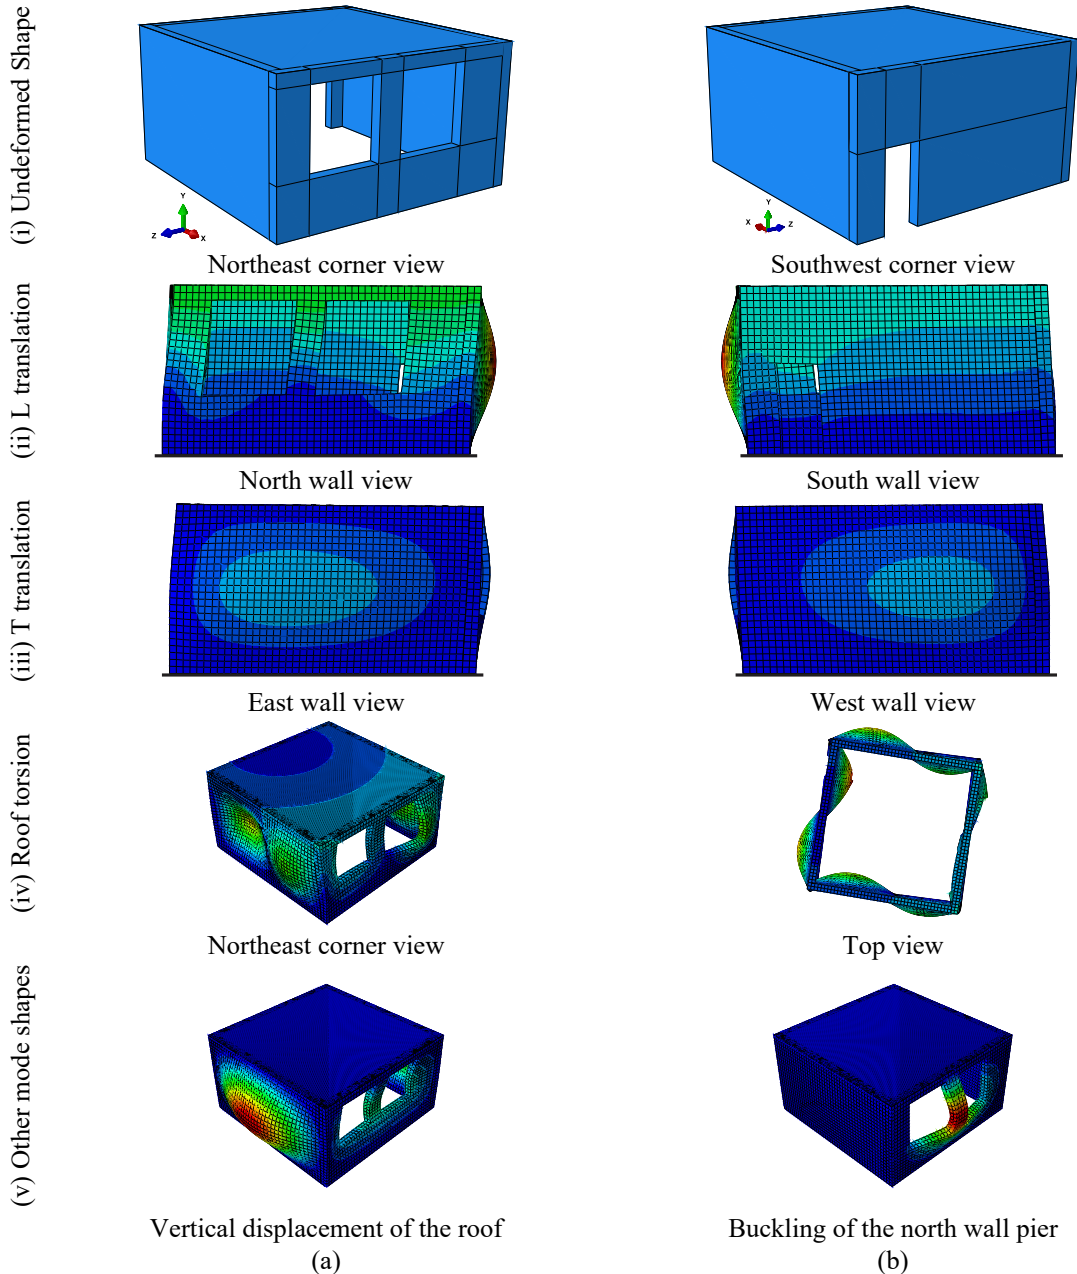 (i) Undeformed Shape
Y
Z
X
Northeast corner view
Y
X
Z
Southwest corner view
(ii) L translation
North wall view
South wall view
(iii) T translation
East wall view
West wall view
(iv) Roof torsion
Northeast corner view
Top view
(v) Other mode shapes
Vertical displacement of the roof
(a)
Buckling of the north wall pier
(b)